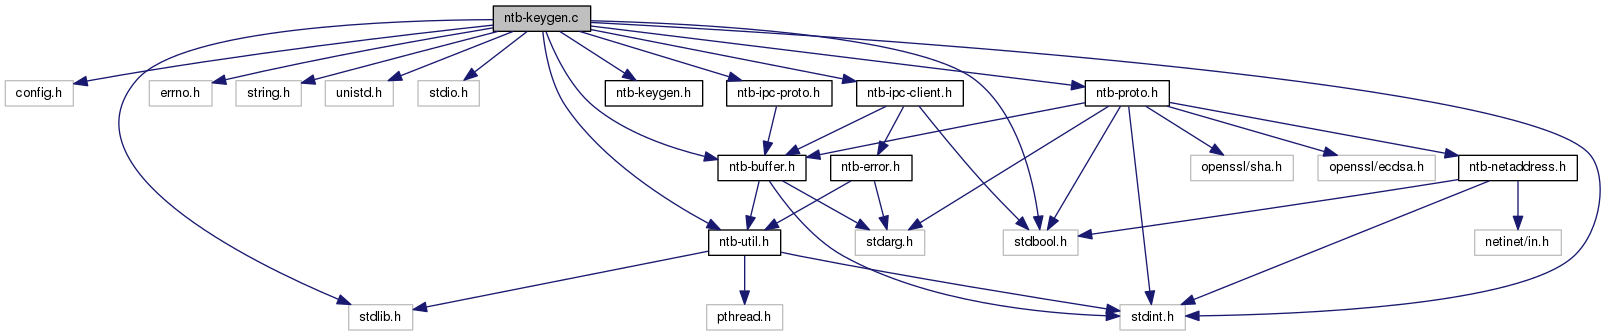 ntb-keygen.c
config.h
errno.h
string.h
unistd.h
stdio.h
ntb-keygen.h
ntb-ipc-proto.h
ntb-ipc-client.h
ntb-proto.h
ntb-buffer.h
ntb-error.h
openssl/sha.h
openssl/ecdsa.h
ntb-netaddress.h
ntb-util.h
stdarg.h
stdbool.h
netinet/in.h
stdlib.h
pthread.h
stdint.h